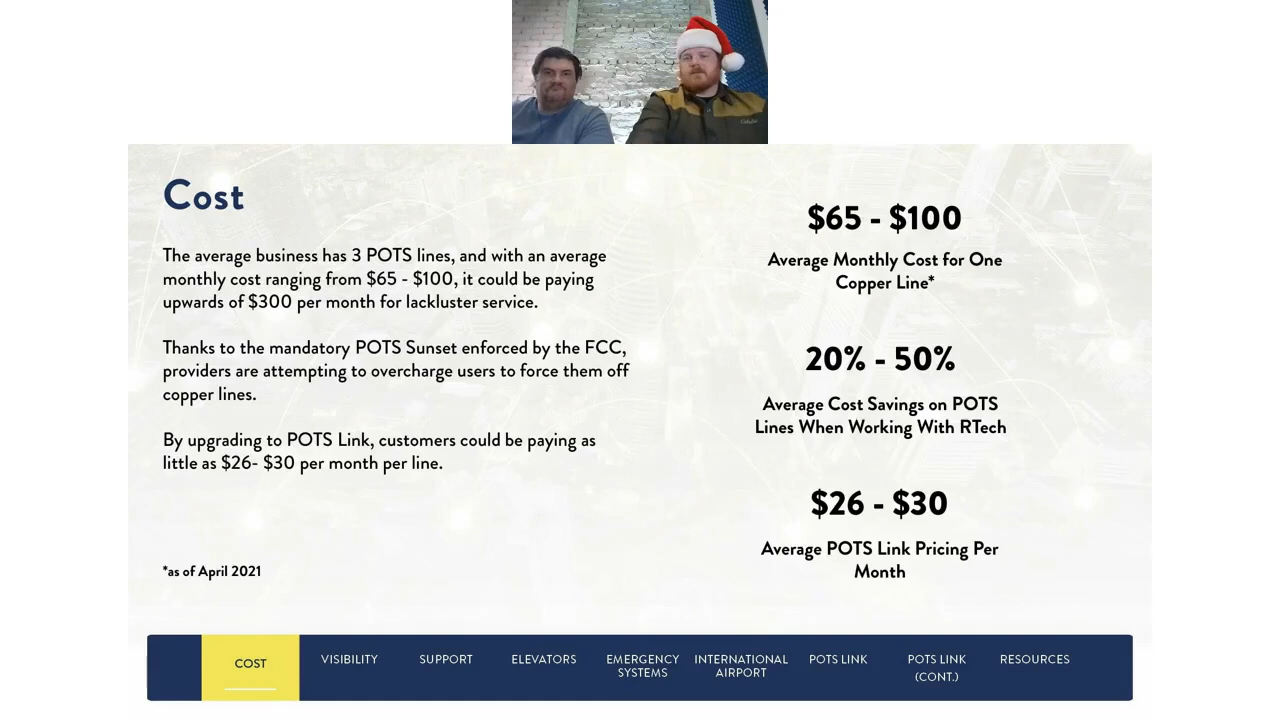 Cost
The average business has 3 POTS lines, and with an average
monthly cost ranging from $65 - $100, it could be paying
upwards of $300 per month for lackluster service.
Thanks to the mandatory POTS Sunset enforced by the FCC,
providers are attempting to overcharge users to force them off
copper lines.
By upgrading to POTS Link, customers could be paying as
little as $26- $30 per month per line.
*as of April 2021
$65 - $100
Average Monthly Cost for One
Copper Line*
20% - 50%
Average Cost Savings on POTS
Lines When Working With RTech
$26 - $30
Average POTS Link Pricing Per
Month
COST
VISIBILITY
SUPPORT
ELEVATORS
EMERGENCY
SYSTEMS
INTERNATIONAL
AIRPORT
POTS LINK
POTS LINK
(CONT.)
RESOURCES